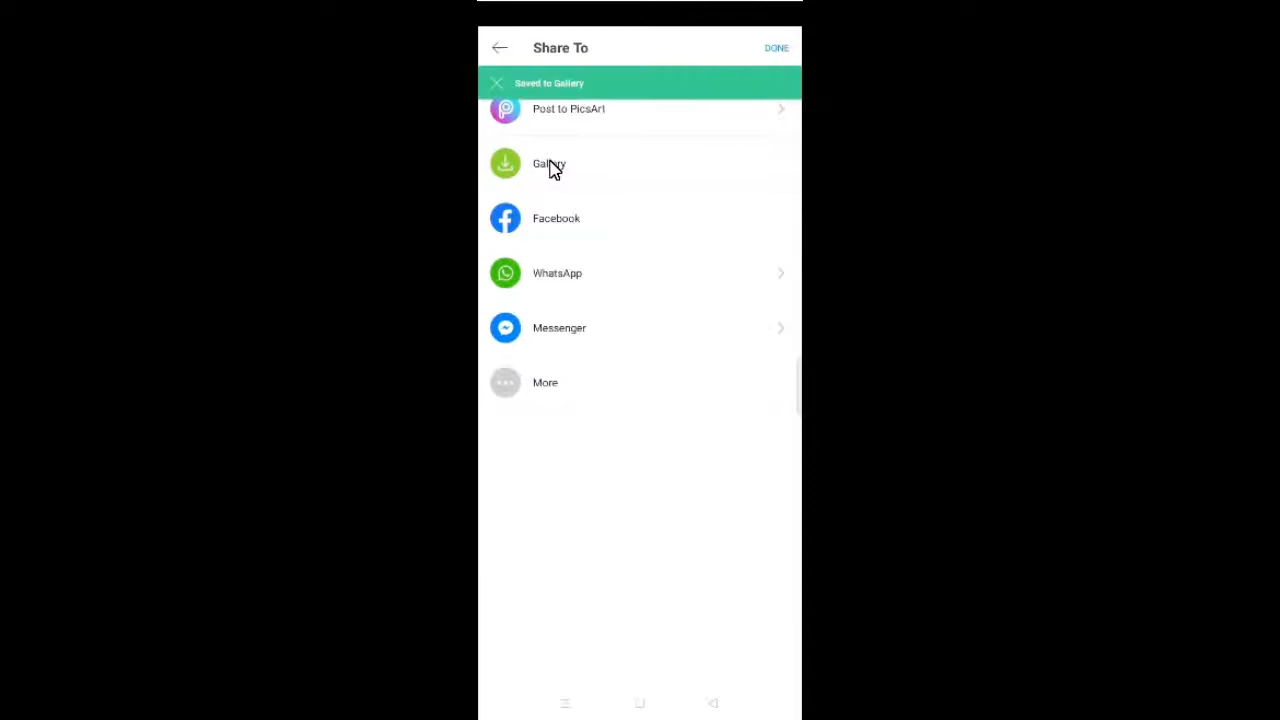 Share To
DONE
Saved to Gallery
Post to PicsArt
Gallery
Facebook
WhatsApp
Messenger
More